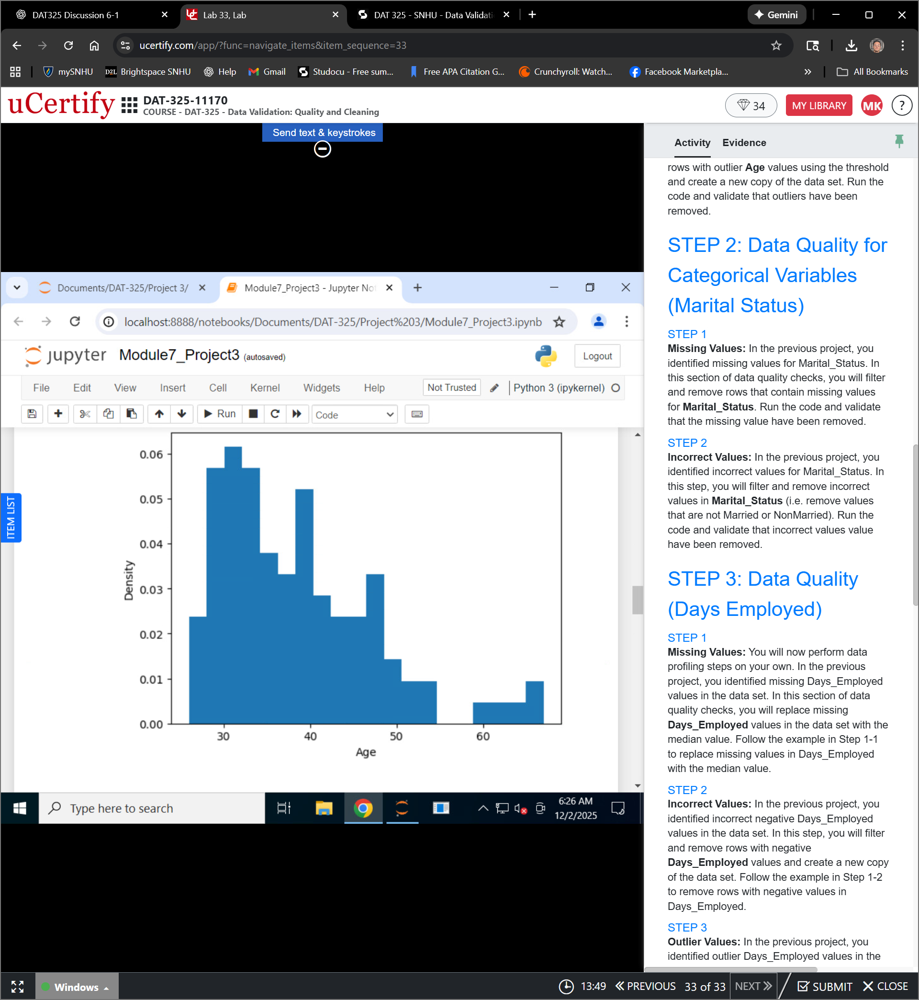 DAT325 Discussion 6-1
Lab 33, Lab
DAT 325 - SNHU - Data Validati
Gemini
ucertify.com/app/?func=navigate_items&item_sequence=33
mySNHU
D2L Brightspace SNHU
Help
Gmail
Studocu - Free sum...
Free APA Citation G...
Crunchyroll: Watch...
Facebook Marketpla...
All Bookmarks
uCertify
DAT-325-11170
COURSE - DAT-325 - Data Validation: Quality and Cleaning
34
MY LIBRARY
MK
?
Send text & keystrokes
Documents/DAT-325/Project 3/
Module7_Project3 - Jupyter Not
localhost:8888/notebooks/Documents/DAT-325/Project%203/Module7_Project3.ipynb
jupyter Module7_Project3 (autosaved)
Logout
File Edit View Insert Cell Kernel Widgets Help
Not Trusted
Python 3 (ipykernel)
Run
Code
ITEM LIST
0.06
0.05
0.04
0.03
0.02
0.01
0.00
Density
30 40 50 60
Age
Type here to search
6:26 AM
12/2/2025
Activity Evidence
rows with outlier Age values using the threshold
and create a new copy of the data set. Run the
code and validate that outliers have been
removed.
STEP 2: Data Quality for
Categorical Variables
(Marital Status)
STEP 1
Missing Values: In the previous project, you
identified missing values for Marital_Status. In
this section of data quality checks, you will filter
and remove rows that contain missing values
for Marital_Status. Run the code and validate
that the missing value have been removed.
STEP 2
Incorrect Values: In the previous project, you
identified incorrect values for Marital_Status. In
this step, you will filter and remove incorrect
values in Marital_Status (i.e. remove values
that are not Married or NonMarried). Run the
code and validate that incorrect values value
have been removed.
STEP 3: Data Quality
(Days Employed)
STEP 1
Missing Values: You will now perform data
profiling steps on your own. In the previous
project, you identified missing Days_Employed
values in the data set. In this section of data
quality checks, you will replace missing
Days_Employed values in the data set with the
median value. Follow the example in Step 1-1
to replace missing values in Days_Employed
with the median value.
STEP 2
Incorrect Values: In the previous project, you
identified incorrect negative Days_Employed
values in the data set. In this step, you will filter
and remove rows with negative
Days_Employed values and create a new copy
of the data set. Follow the example in Step 1-2
to remove rows with negative values in
Days_Employed.
STEP 3
Outlier Values: In the previous project, you
identified outlier Days_Employed values in the
Windows
13:49
PREVIOUS
33 of 33
NEXT
SUBMIT
CLOSE